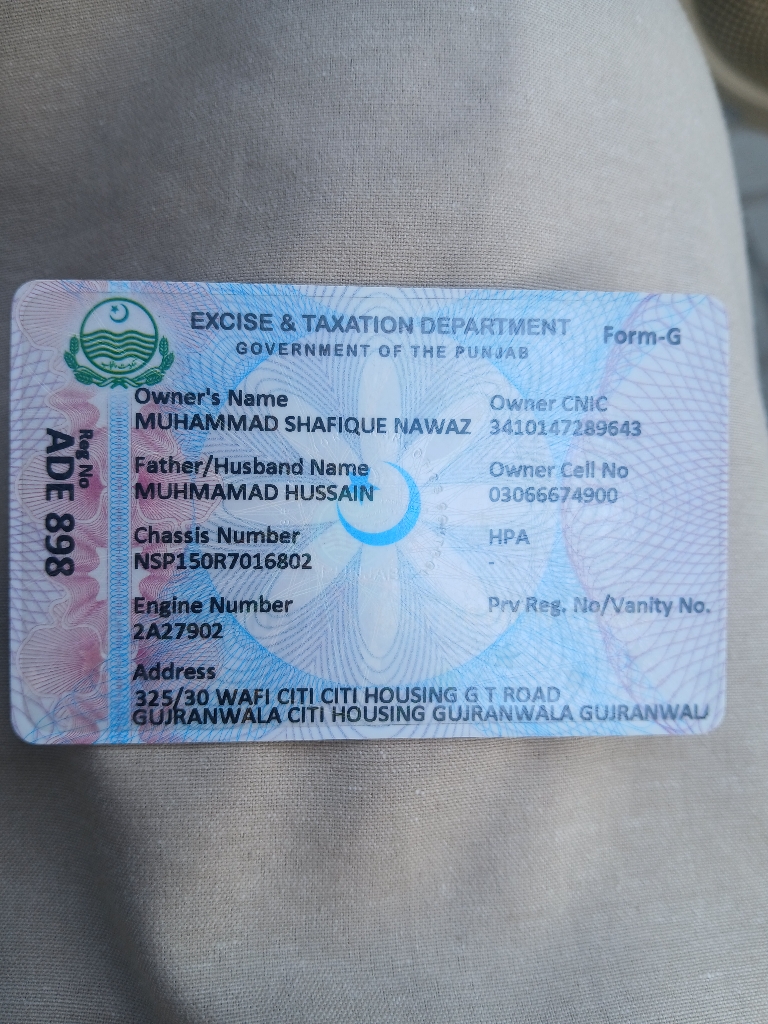 EXCISE & TAXATION DEPARTMENT
Form-G
GOVERNMENT OF THE PUNJAB
Reg No
ADE 898
Owner's Name
MUHAMMAD SHAFIQUE NAWAZ
Owner CNIC
3410147289643
Father/Husband Name
MUHMAMAD HUSSAIN
Owner Cell No
03066674900
Chassis Number
NSP150R7016802
HPA
-
Engine Number
2A27902
Prv Reg. No/Vanity No.
Address
325/30 WAFI CITI CITI HOUSING G T ROAD
GUJRANWALA CITI HOUSING GUJRANWALA GUJRANWAL